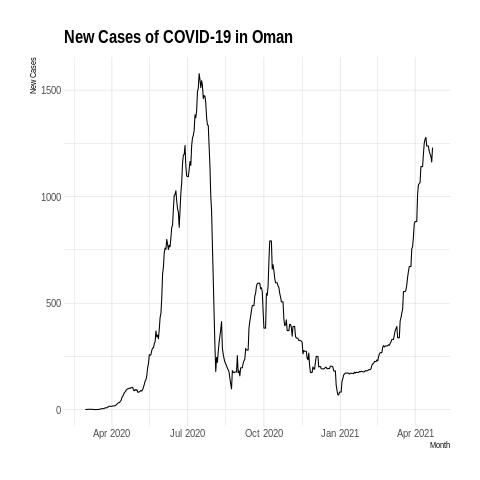 New Cases of COVID-19 in Oman
New Cases
1500
1000
500
0
Apr 2020 Jul 2020 Oct 2020 Jan 2021 Apr 2021
Month